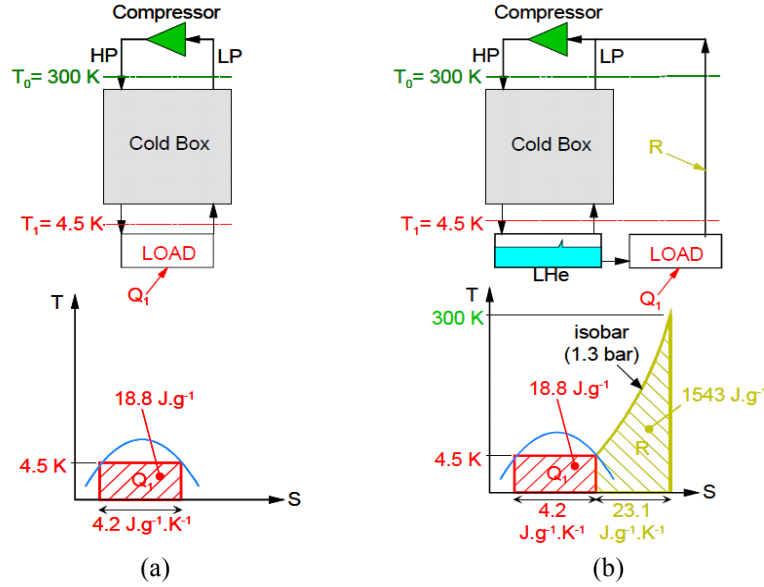 Compressor
HP
LP
T₀= 300 K
Cold Box
T₁= 4.5 K
LOAD
Q₁
T
18.8 J.g⁻¹
4.5 K
Q₁
S
4.2 J.g⁻¹.K⁻¹
(a)
Compressor
HP
LP
T₀= 300 K
Cold Box
R
T₁= 4.5 K
LOAD
LHe
Q₁
T
300 K
isobar
(1.3 bar)
18.8 J.g⁻¹
1543 J.g⁻
4.5 K
Q₁
R
S
4.2
J.g⁻¹.K⁻¹
23.1
J.g⁻¹.K⁻¹
(b)